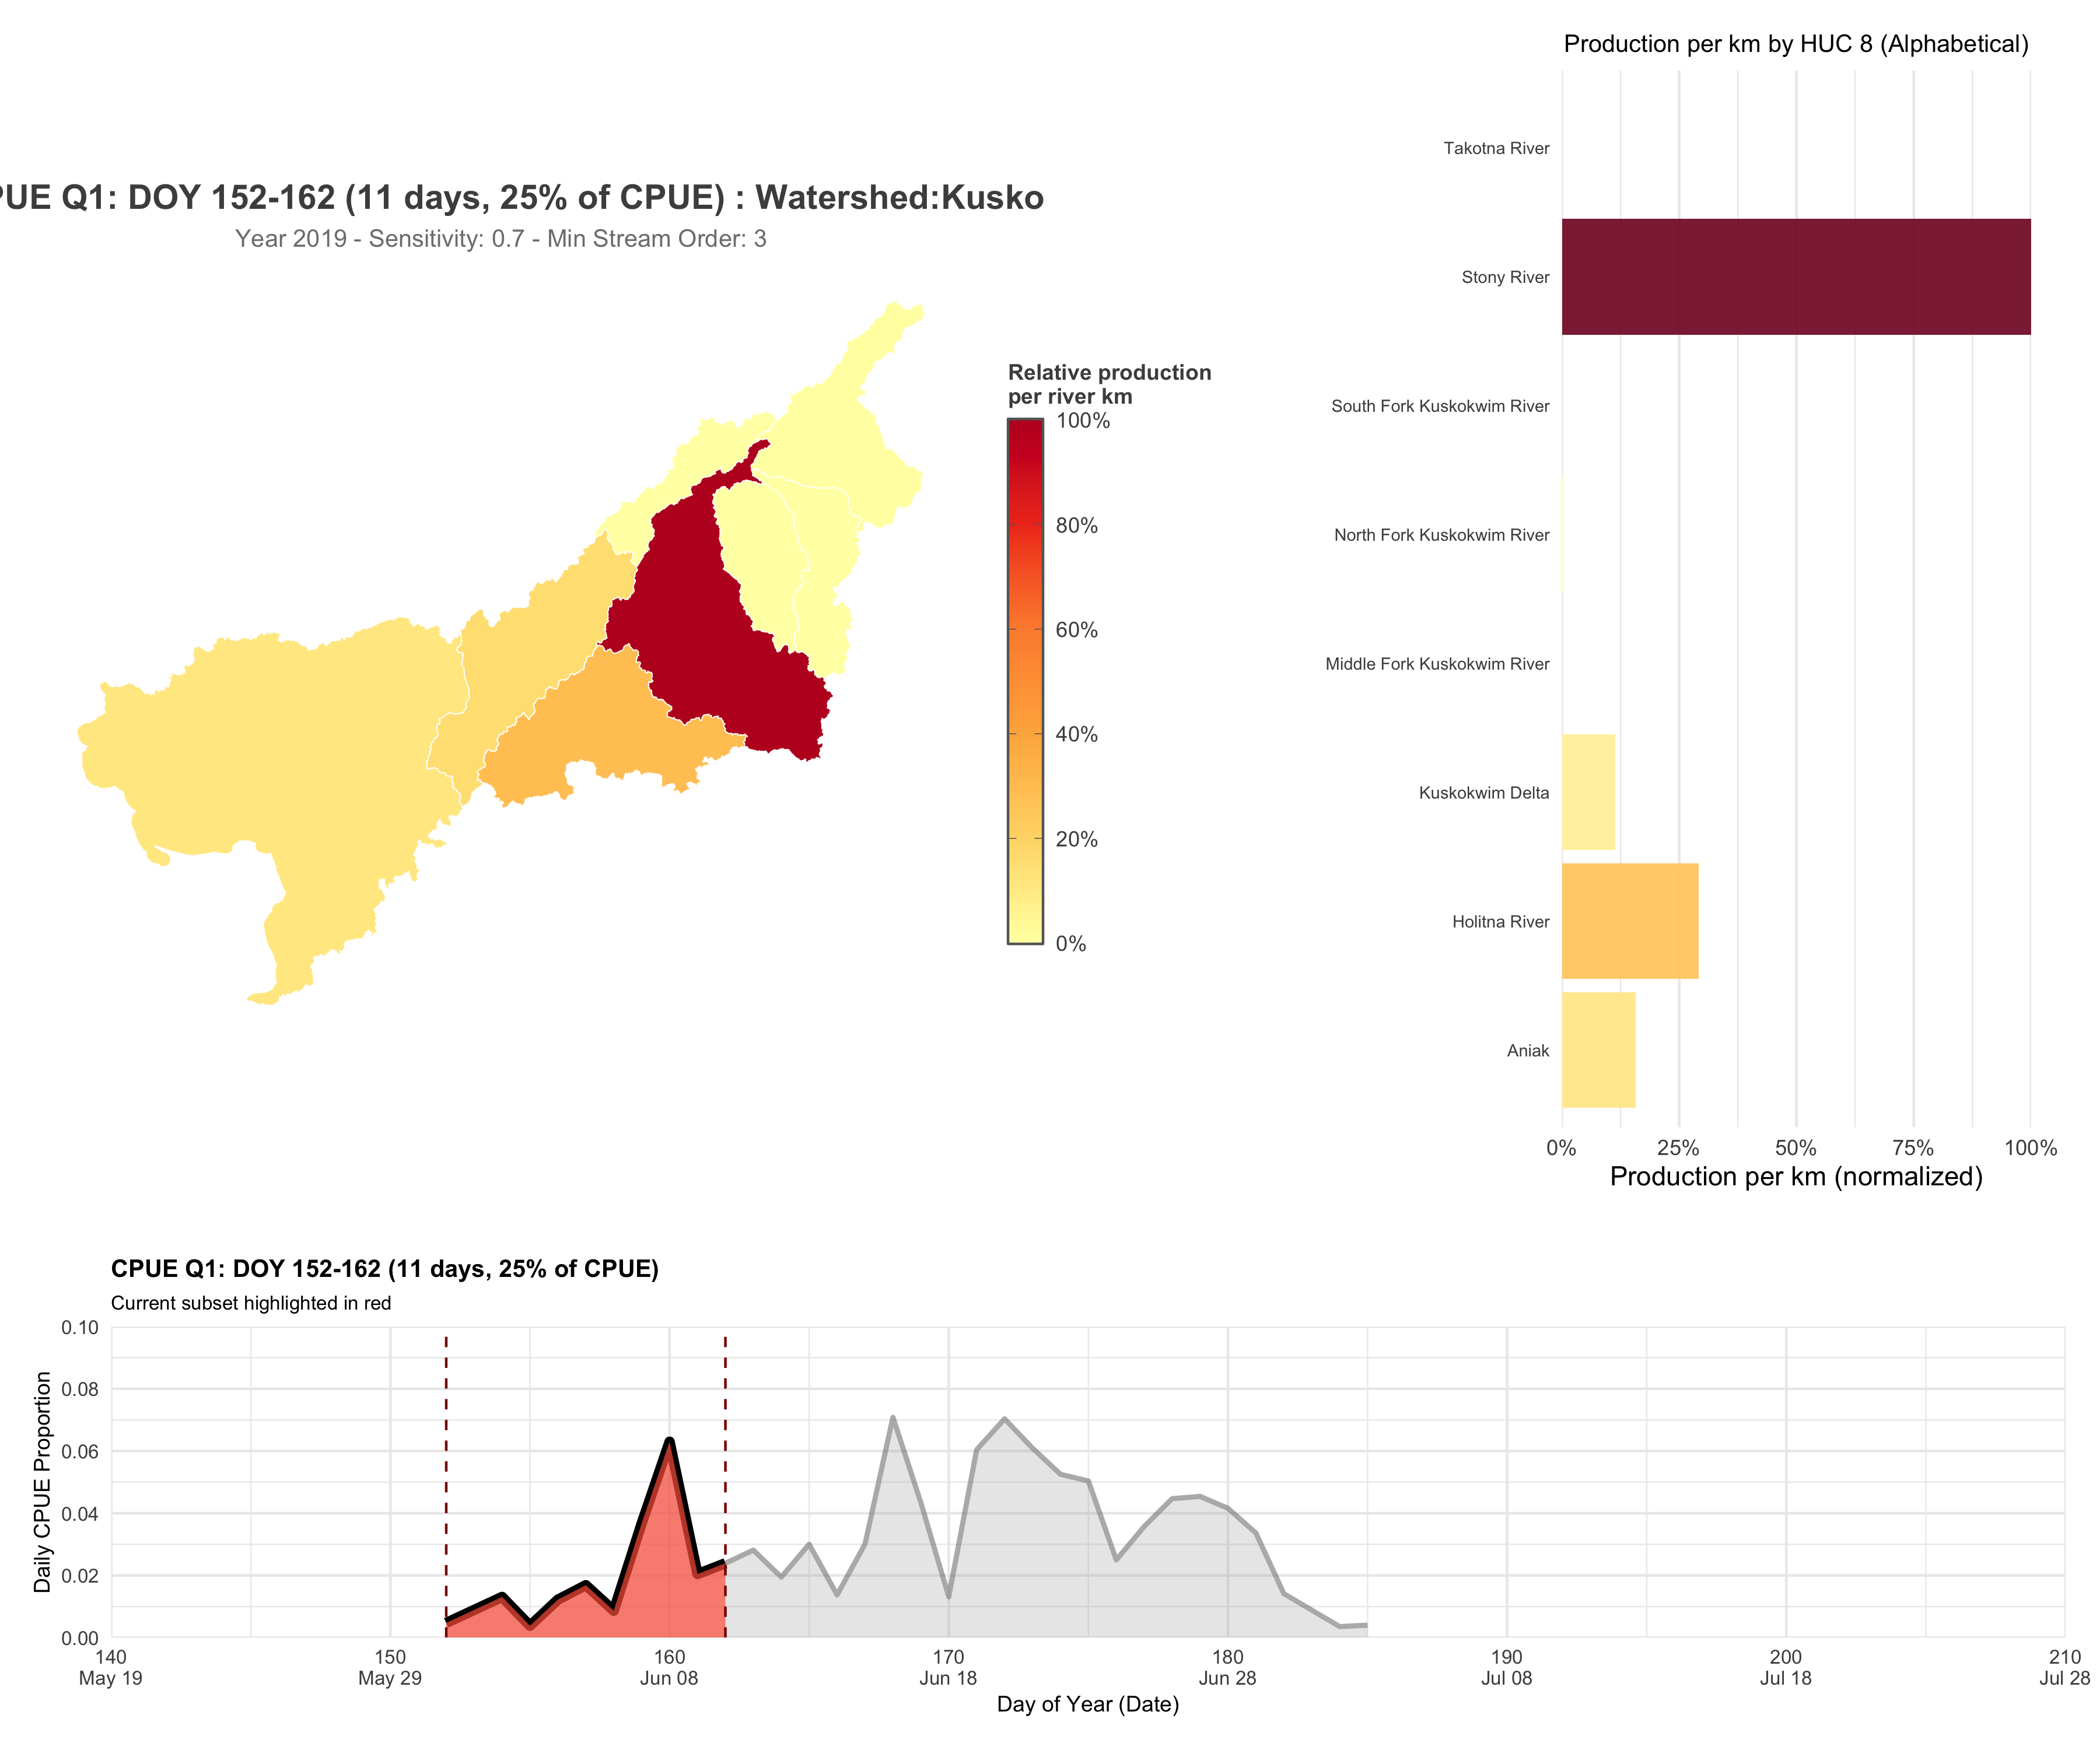 Production per km by HUC 8 (Alphabetical)
Takotna River
Stony River
South Fork Kuskokwim River
North Fork Kuskokwim River
Middle Fork Kuskokwim River
Kuskokwim Delta
Holitna River
Aniak
0% 25% 50% 75% 100%
Production per km (normalized)
PUE Q1: DOY 152-162 (11 days, 25% of CPUE) : Watershed:Kusko
Year 2019 - Sensitivity: 0.7 - Min Stream Order: 3
Relative production
per river km
100%
80%
60%
40%
20%
0%
CPUE Q1: DOY 152-162 (11 days, 25% of CPUE)
Current subset highlighted in red
Daily CPUE Proportion
0.10
0.08
0.06
0.04
0.02
0.00
140 150 160 170 180 190 200 210
May 19 May 29 Jun 08 Jun 18 Jun 28 Jul 08 Jul 18 Jul 28
Day of Year (Date)